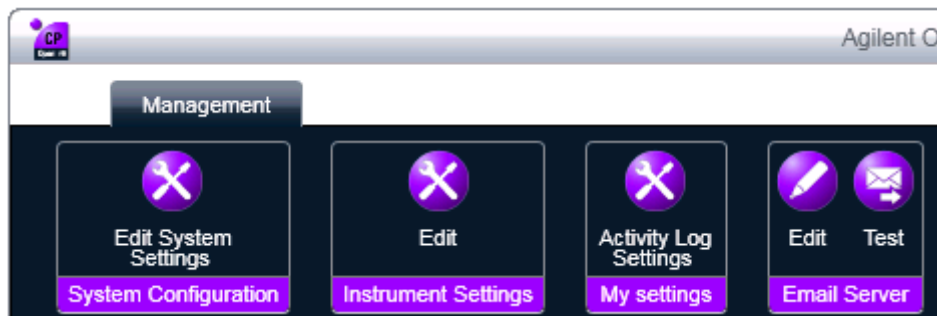 CP
Agilent O
Management
Edit System
Settings
Edit
Activity Log
Settings
Edit
Test
System Configuration
Instrument Settings
My settings
Email Server